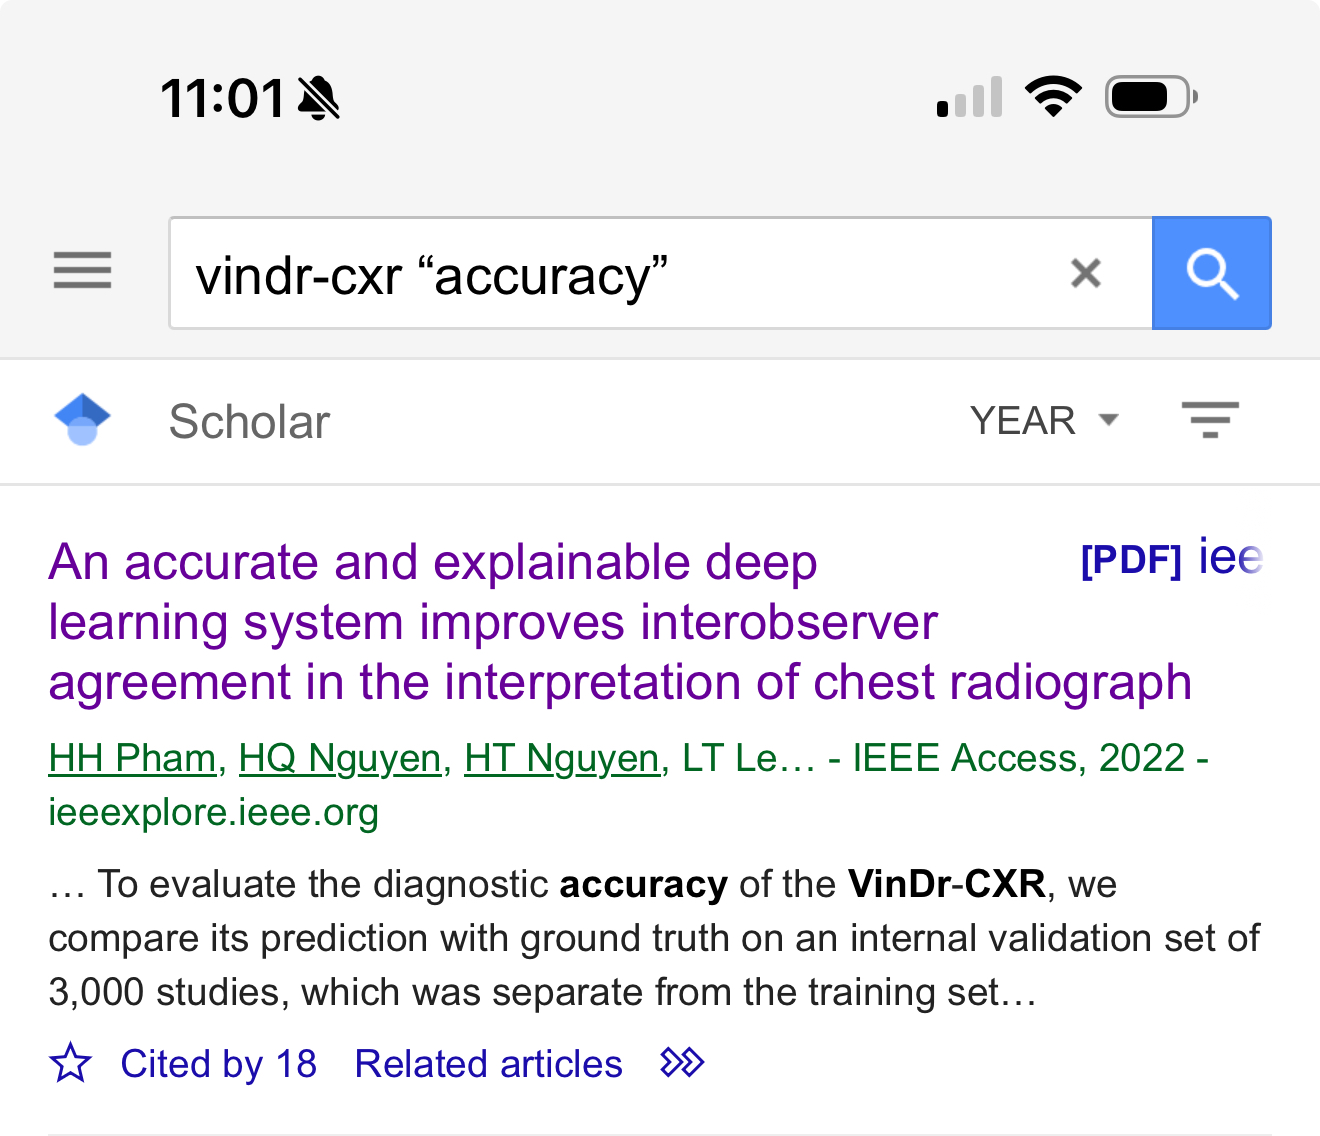 11:01
vindr-cxr “accuracy”
Scholar
YEAR
An accurate and explainable deep
[PDF] iee
learning system improves interobserver
agreement in the interpretation of chest radiograph
HH Pham, HQ Nguyen, HT Nguyen, LT Le… - IEEE Access, 2022 -
ieeexplore.ieee.org
… To evaluate the diagnostic accuracy of the VinDr-CXR, we
compare its prediction with ground truth on an internal validation set of
3,000 studies, which was separate from the training set…
Cited by 18 Related articles